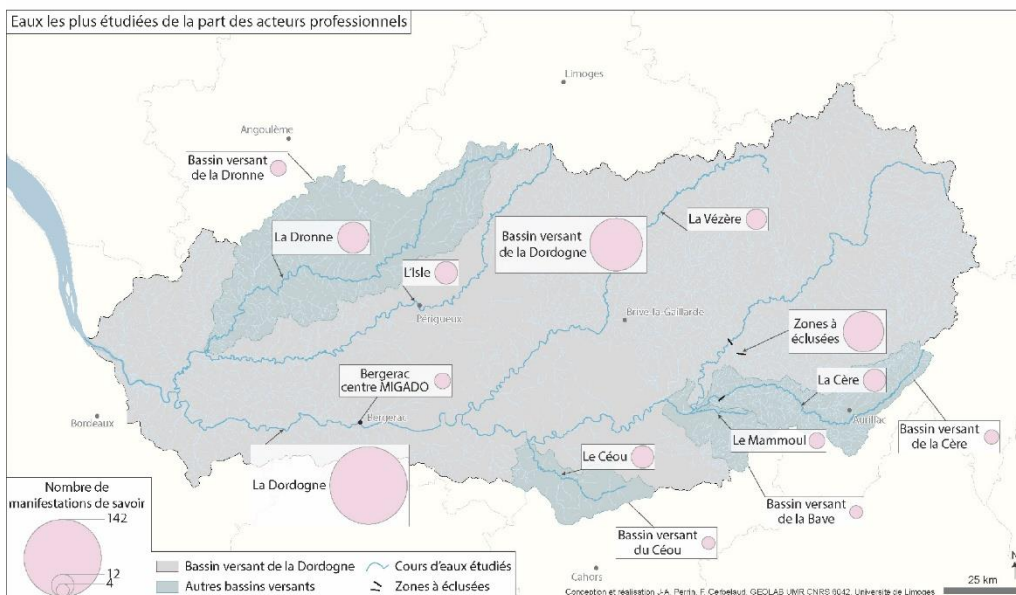 Eaux les plus étudiées de la part des acteurs professionnels
Limoges
Angoulème
Bassin versant
de la Dronne
La Dronne
L'Isle
Périgueux
Bassin versant
de la Dordogne
La Vézère
Brive-la-Gaillarde
Zones à
éclusées
La Cère
Aurillac
Bassin versant
de la Cère
Le Mammoul
Bergerac
centre MIGADO
Bergerac
Bordeaux
La Dordogne
Le Céou
Bassin versant
de la Bave
Bassin versant
du Céou
Cahors
Nombre de
manifestations de savoir
142
12
4
Bassin versant de la Dordogne
Autres bassins versants
Cours d'eaux étudiés
Zones à éclusées
N
25 km
Conception et réalisation J-A. Perrin, F. Cerbelaud, GEOLAB UMR CNRS 6042, Université de Limoges